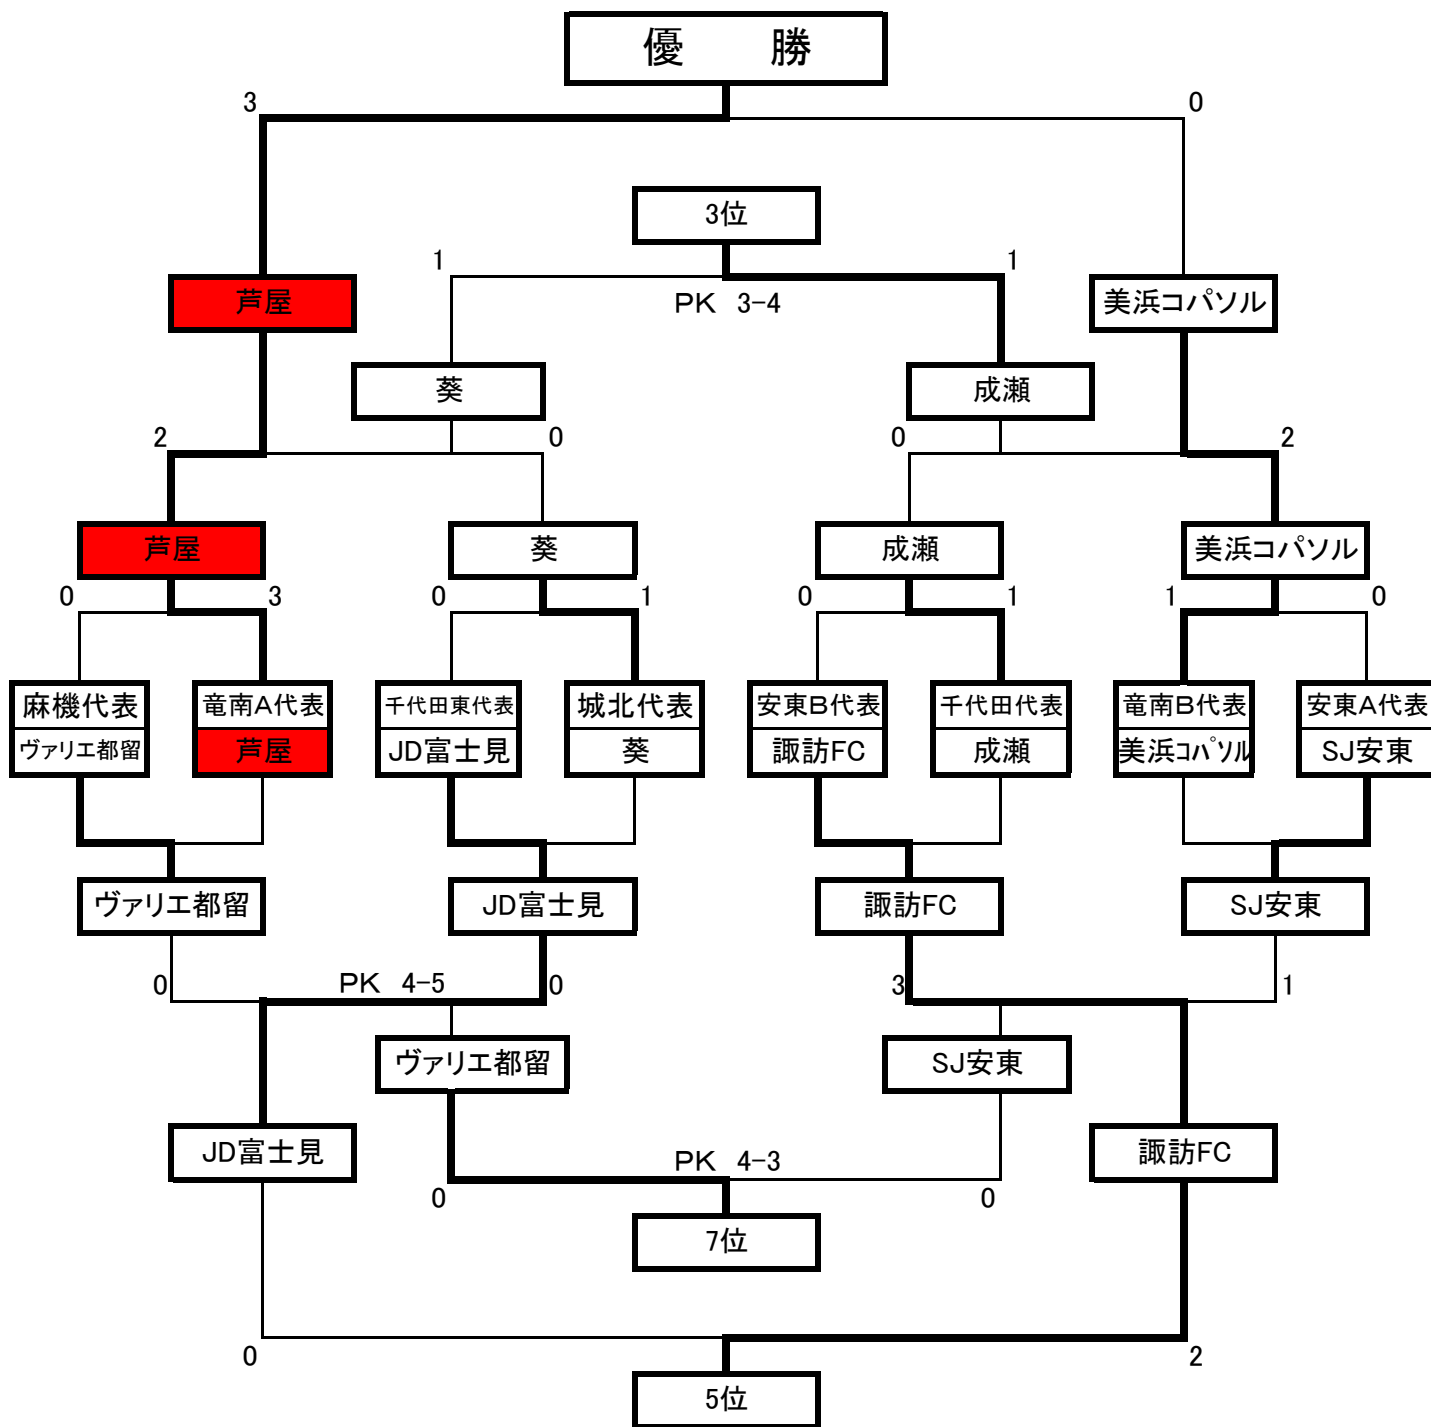 優　勝
3 0
3位
1 1
芦屋 PK 3-4 美浜コパソル
葵 成瀬
2 0 0 2
芦屋 葵 成瀬 美浜コパソル
0 3 0 1 0 1 1 0
麻機代表 竜南A代表 千代田東代表 城北代表 安東B代表 千代田代表 竜南B代表 安東A代表
ヴァリエ都留 芦屋 JD富士見 葵 諏訪FC 成瀬 美浜コパソル SJ安東
ヴァリエ都留 JD富士見 諏訪FC SJ安東
0 PK 4-5 0 3 1
ヴァリエ都留 SJ安東
JD富士見 PK 4-3 諏訪FC
0 0
7位
0 2
5位